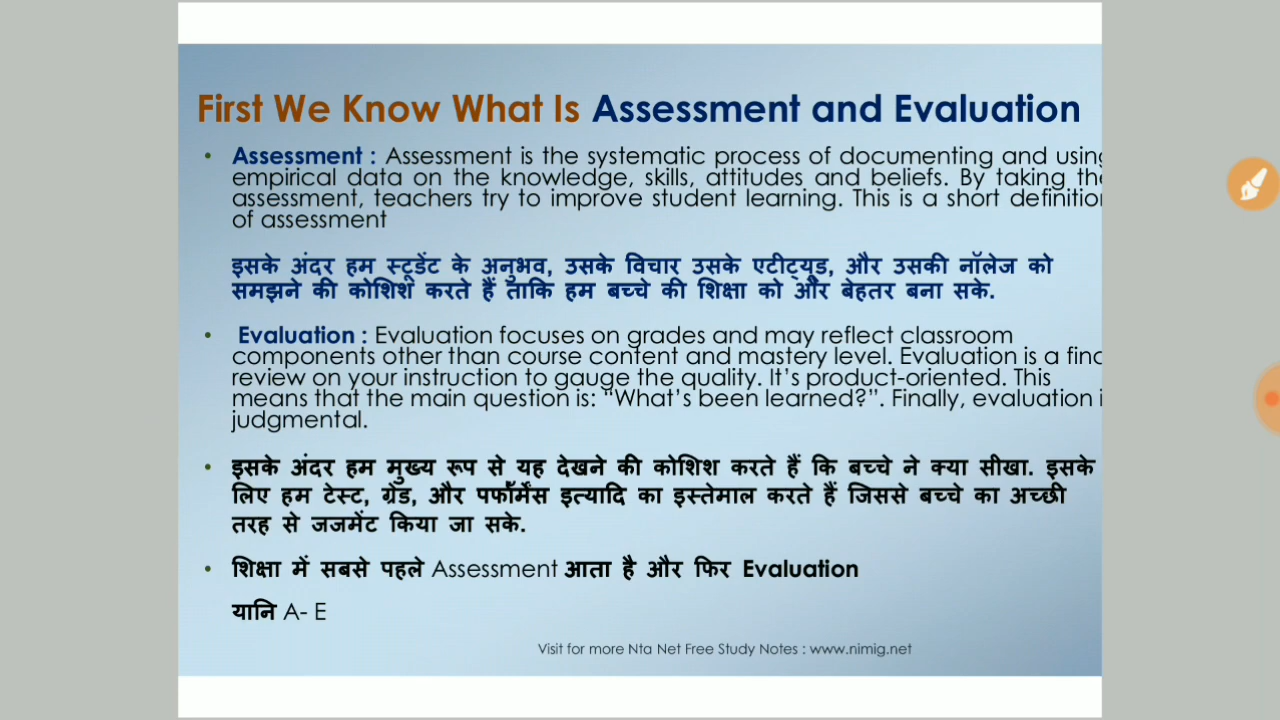 First We Know What Is Assessment and Evaluation
• Assessment : Assessment is the systematic process of documenting and using
empirical data on the knowledge, skills, attitudes and beliefs. By taking the
assessment, teachers try to improve student learning. This is a short definitio
of assessment
इसके अंदर हम स्टूडेंट के अनुभव, उसके विचार उसके एटीट्यूड, और उसकी नॉलेज को
समझने की कोशिश करते हैं ताकि हम बच्चे की शिक्षा को और बेहतर बना सके.
• Evaluation : Evaluation focuses on grades and may reflect classroom
components other than course content and mastery level. Evaluation is a fina
review on your instruction to gauge the quality. It’s product-oriented. This
means that the main question is: “What’s been learned?”. Finally, evaluation i
judgmental.
• इसके अंदर हम मुख्य रूप से यह देखने की कोशिश करते हैं कि बच्चे ने क्या सीखा. इसके
लिए हम टेस्ट, ग्रेड, और पर्फॉर्मेंस इत्यादि का इस्तेमाल करते हैं जिससे बच्चे का अच्छी
तरह से जजमेंट किया जा सके.
• शिक्षा में सबसे पहले Assessment आता है और फिर Evaluation
यानि A- E
Visit for more Nta Net Free Study Notes : www.nimig.net